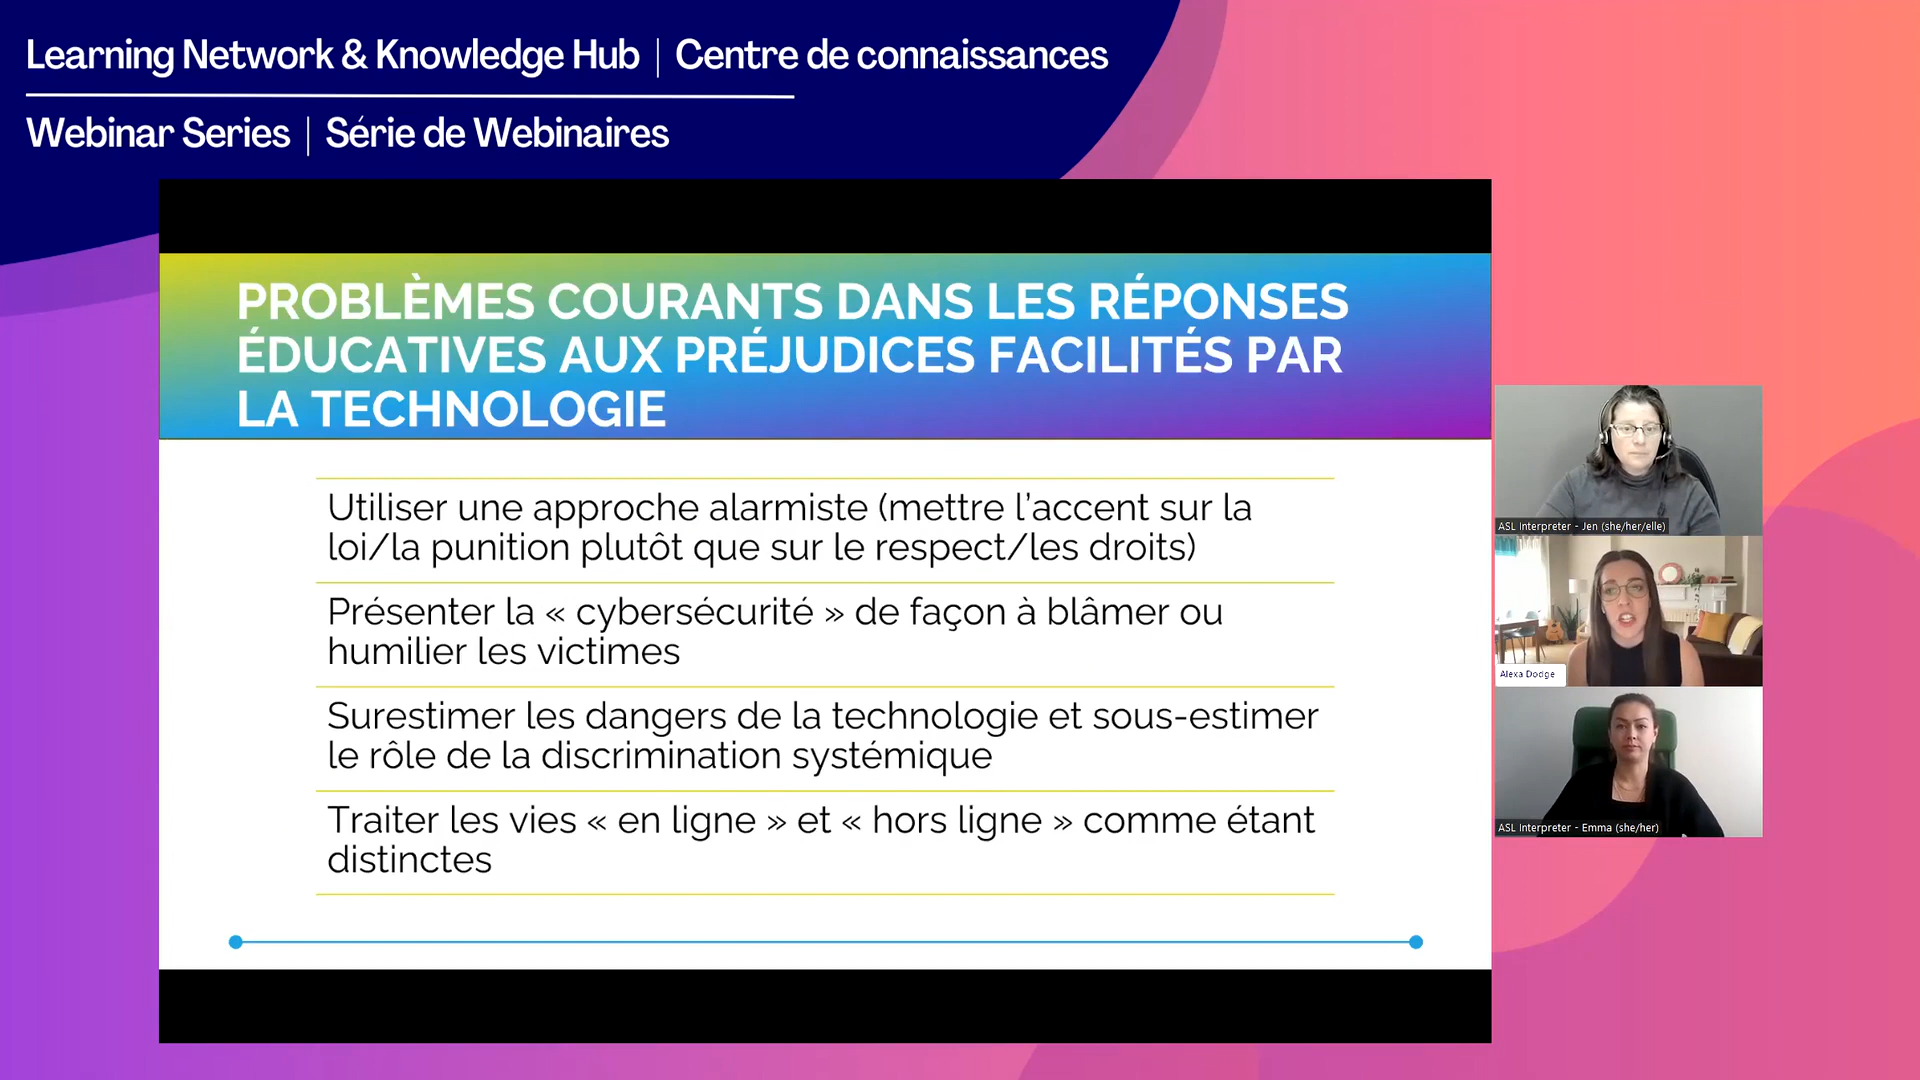 Learning Network & Knowledge Hub | Centre de connaissances
Webinar Series | Série de Webinaires
PROBLÈMES COURANTS DANS LES RÉPONSES
ÉDUCATIVES AUX PRÉJUDICES FACILITÉS PAR
LA TECHNOLOGIE
Utiliser une approche alarmiste (mettre l’accent sur la
loi/la punition plutôt que sur le respect/les droits)
Présenter la « cybersécurité » de façon à blâmer ou
humilier les victimes
Surestimer les dangers de la technologie et sous-estimer
le rôle de la discrimination systémique
Traiter les vies « en ligne » et « hors ligne » comme étant
distinctes
ASL Interpreter - Jen (she/her/elle)
Alexa Dodge
ASL Interpreter - Emma (she/her)